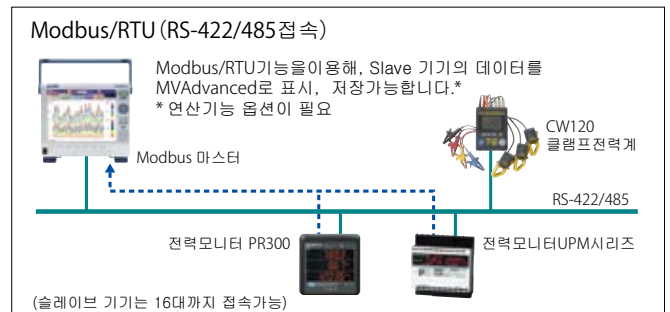 Modbus/RTU (RS-422/485접속)
Modbus/RTU기능을이용해, Slave 기기의 데이터를
MVAdvanced로 표시, 저장가능합니다.*
* 연산기능 옵션이 필요
CW120
클램프전력계
Modbus 마스터
RS-422/485
전력모니터 PR300
전력모니터UPM시리즈
(슬레이브 기기는 16대까지 접속가능)